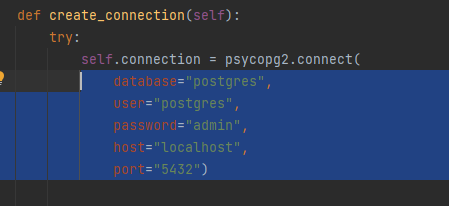 def create_connection(self):
try:
self.connection = psycopg2.connect(
database="postgres",
user="postgres",
password="admin",
host="localhost",
port="5432")